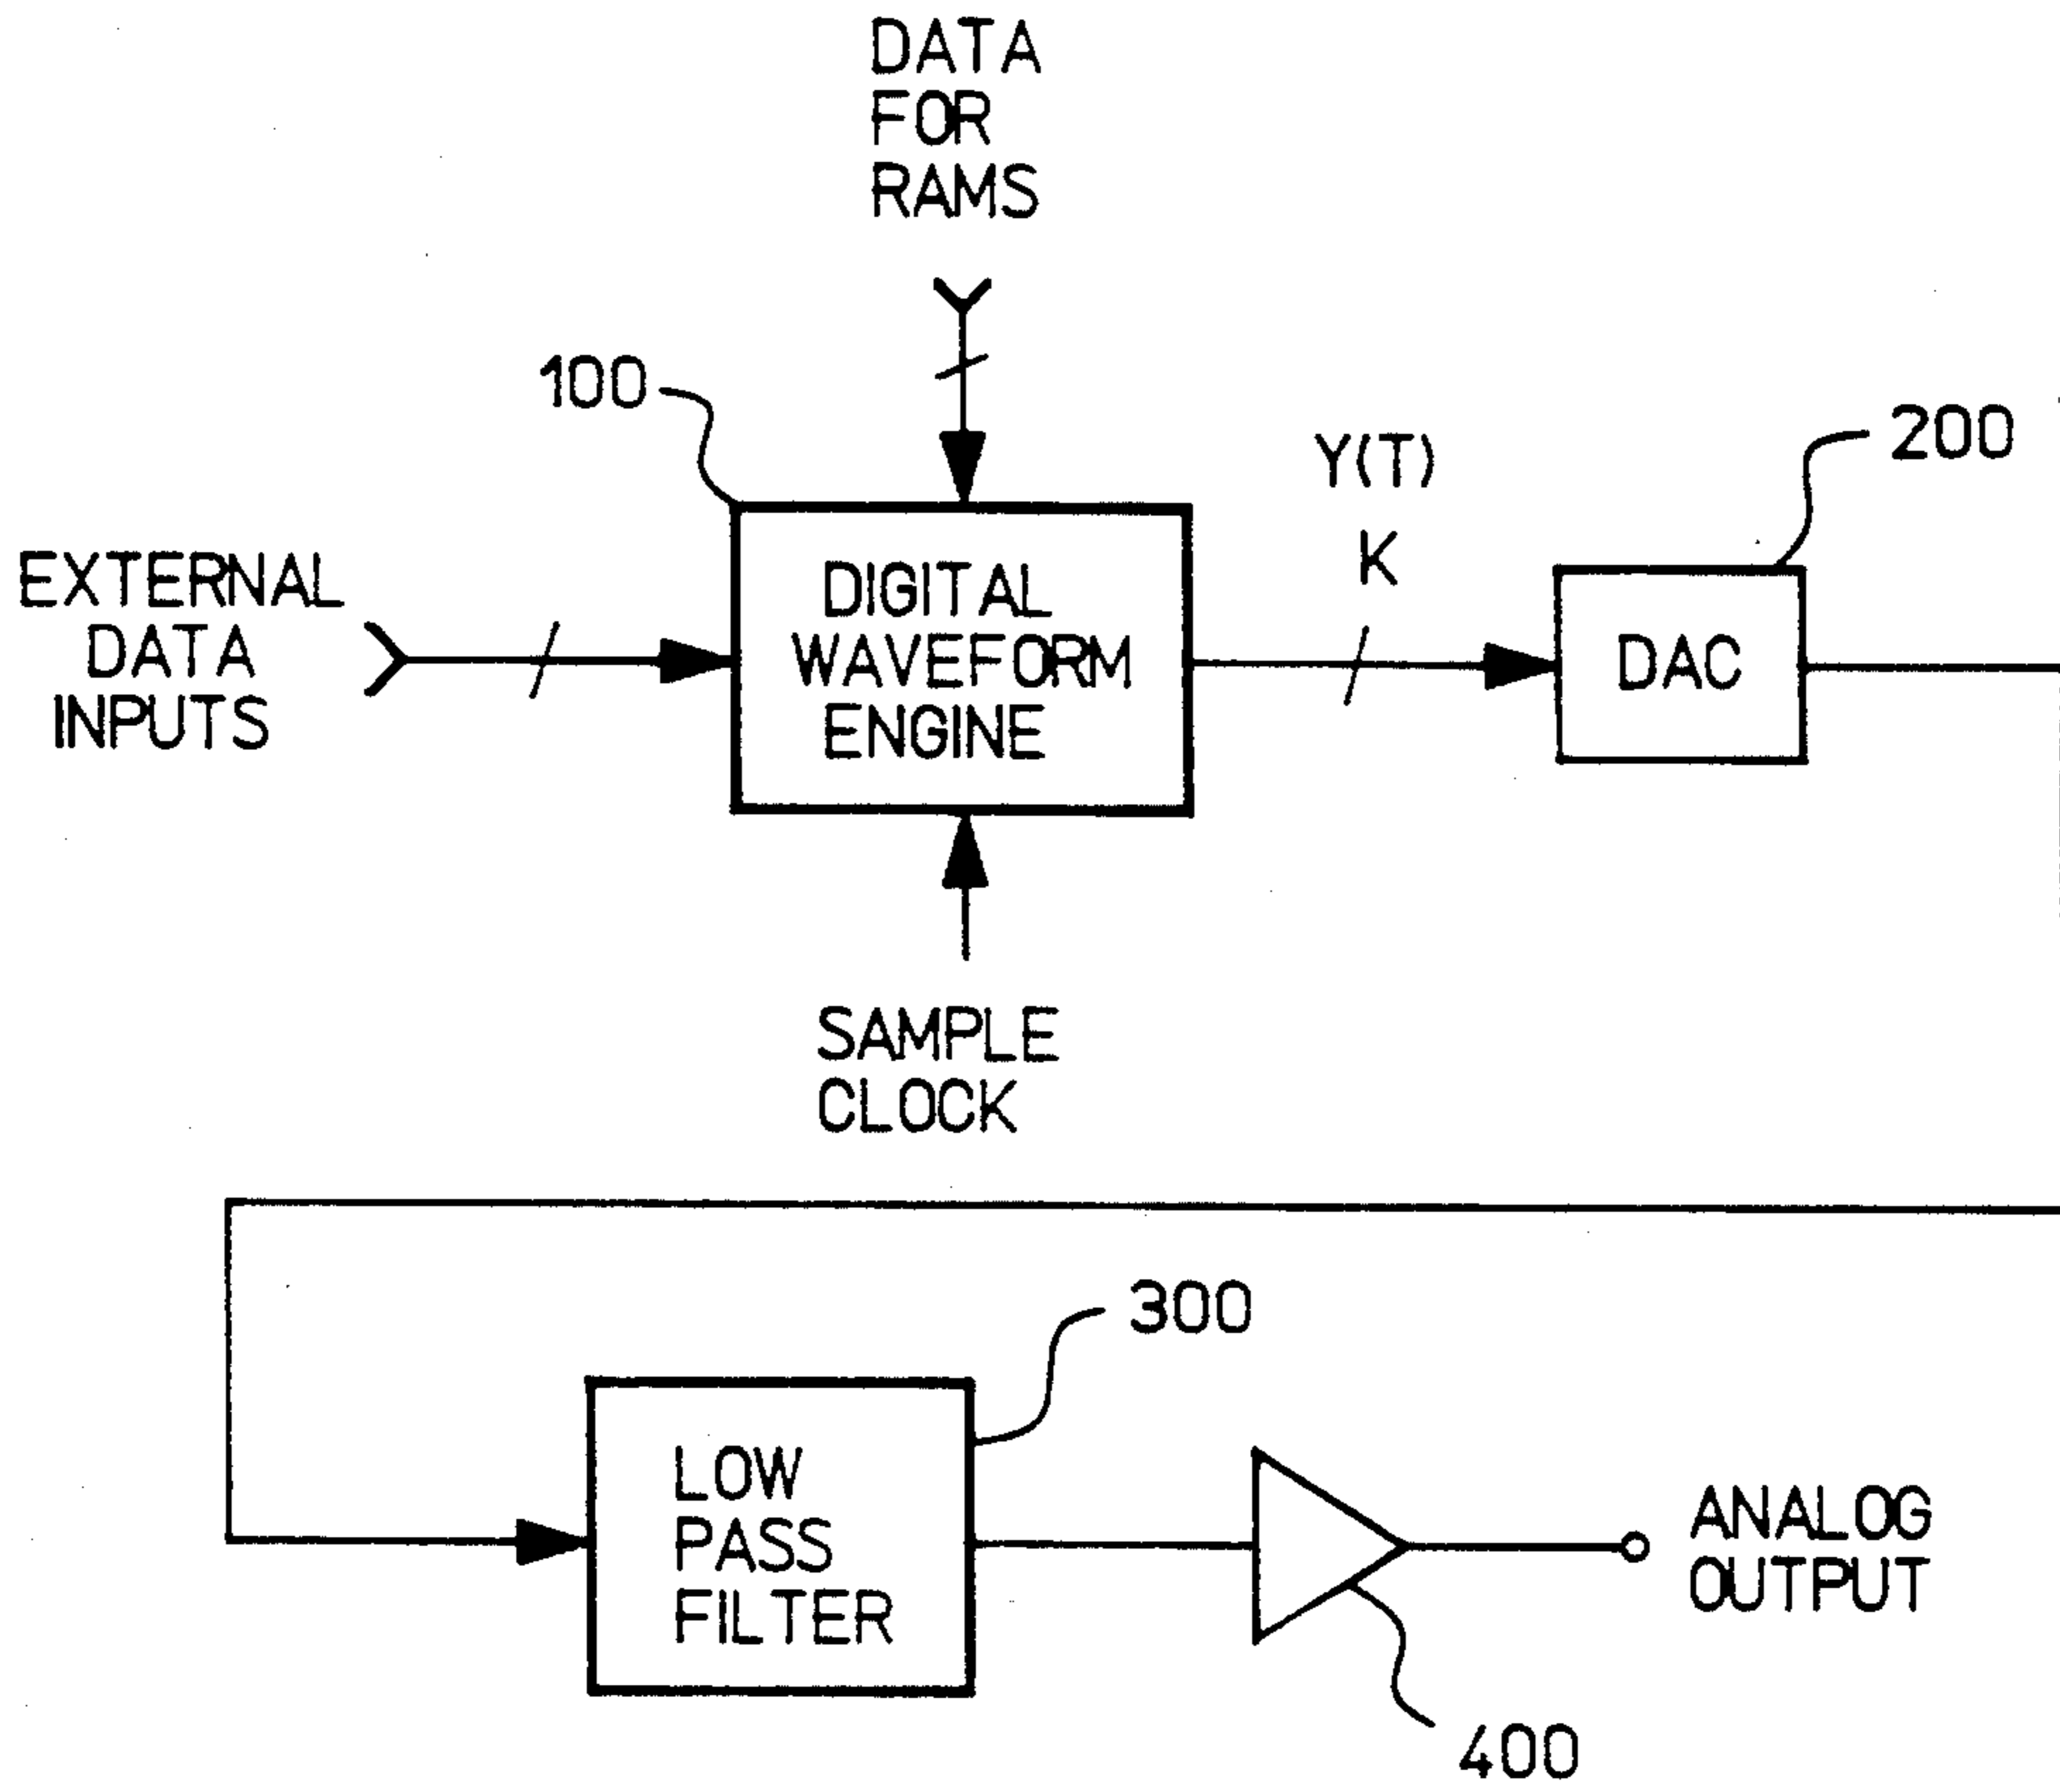 DATA
FOR
RAMS
100
Y(T)
K
200
EXTERNAL
DATA
INPUTS
DIGITAL
WAVEFORM
ENGINE
DAC
SAMPLE
CLOCK
300
LOW
PASS
FILTER
ANALOG
OUTPUT
400